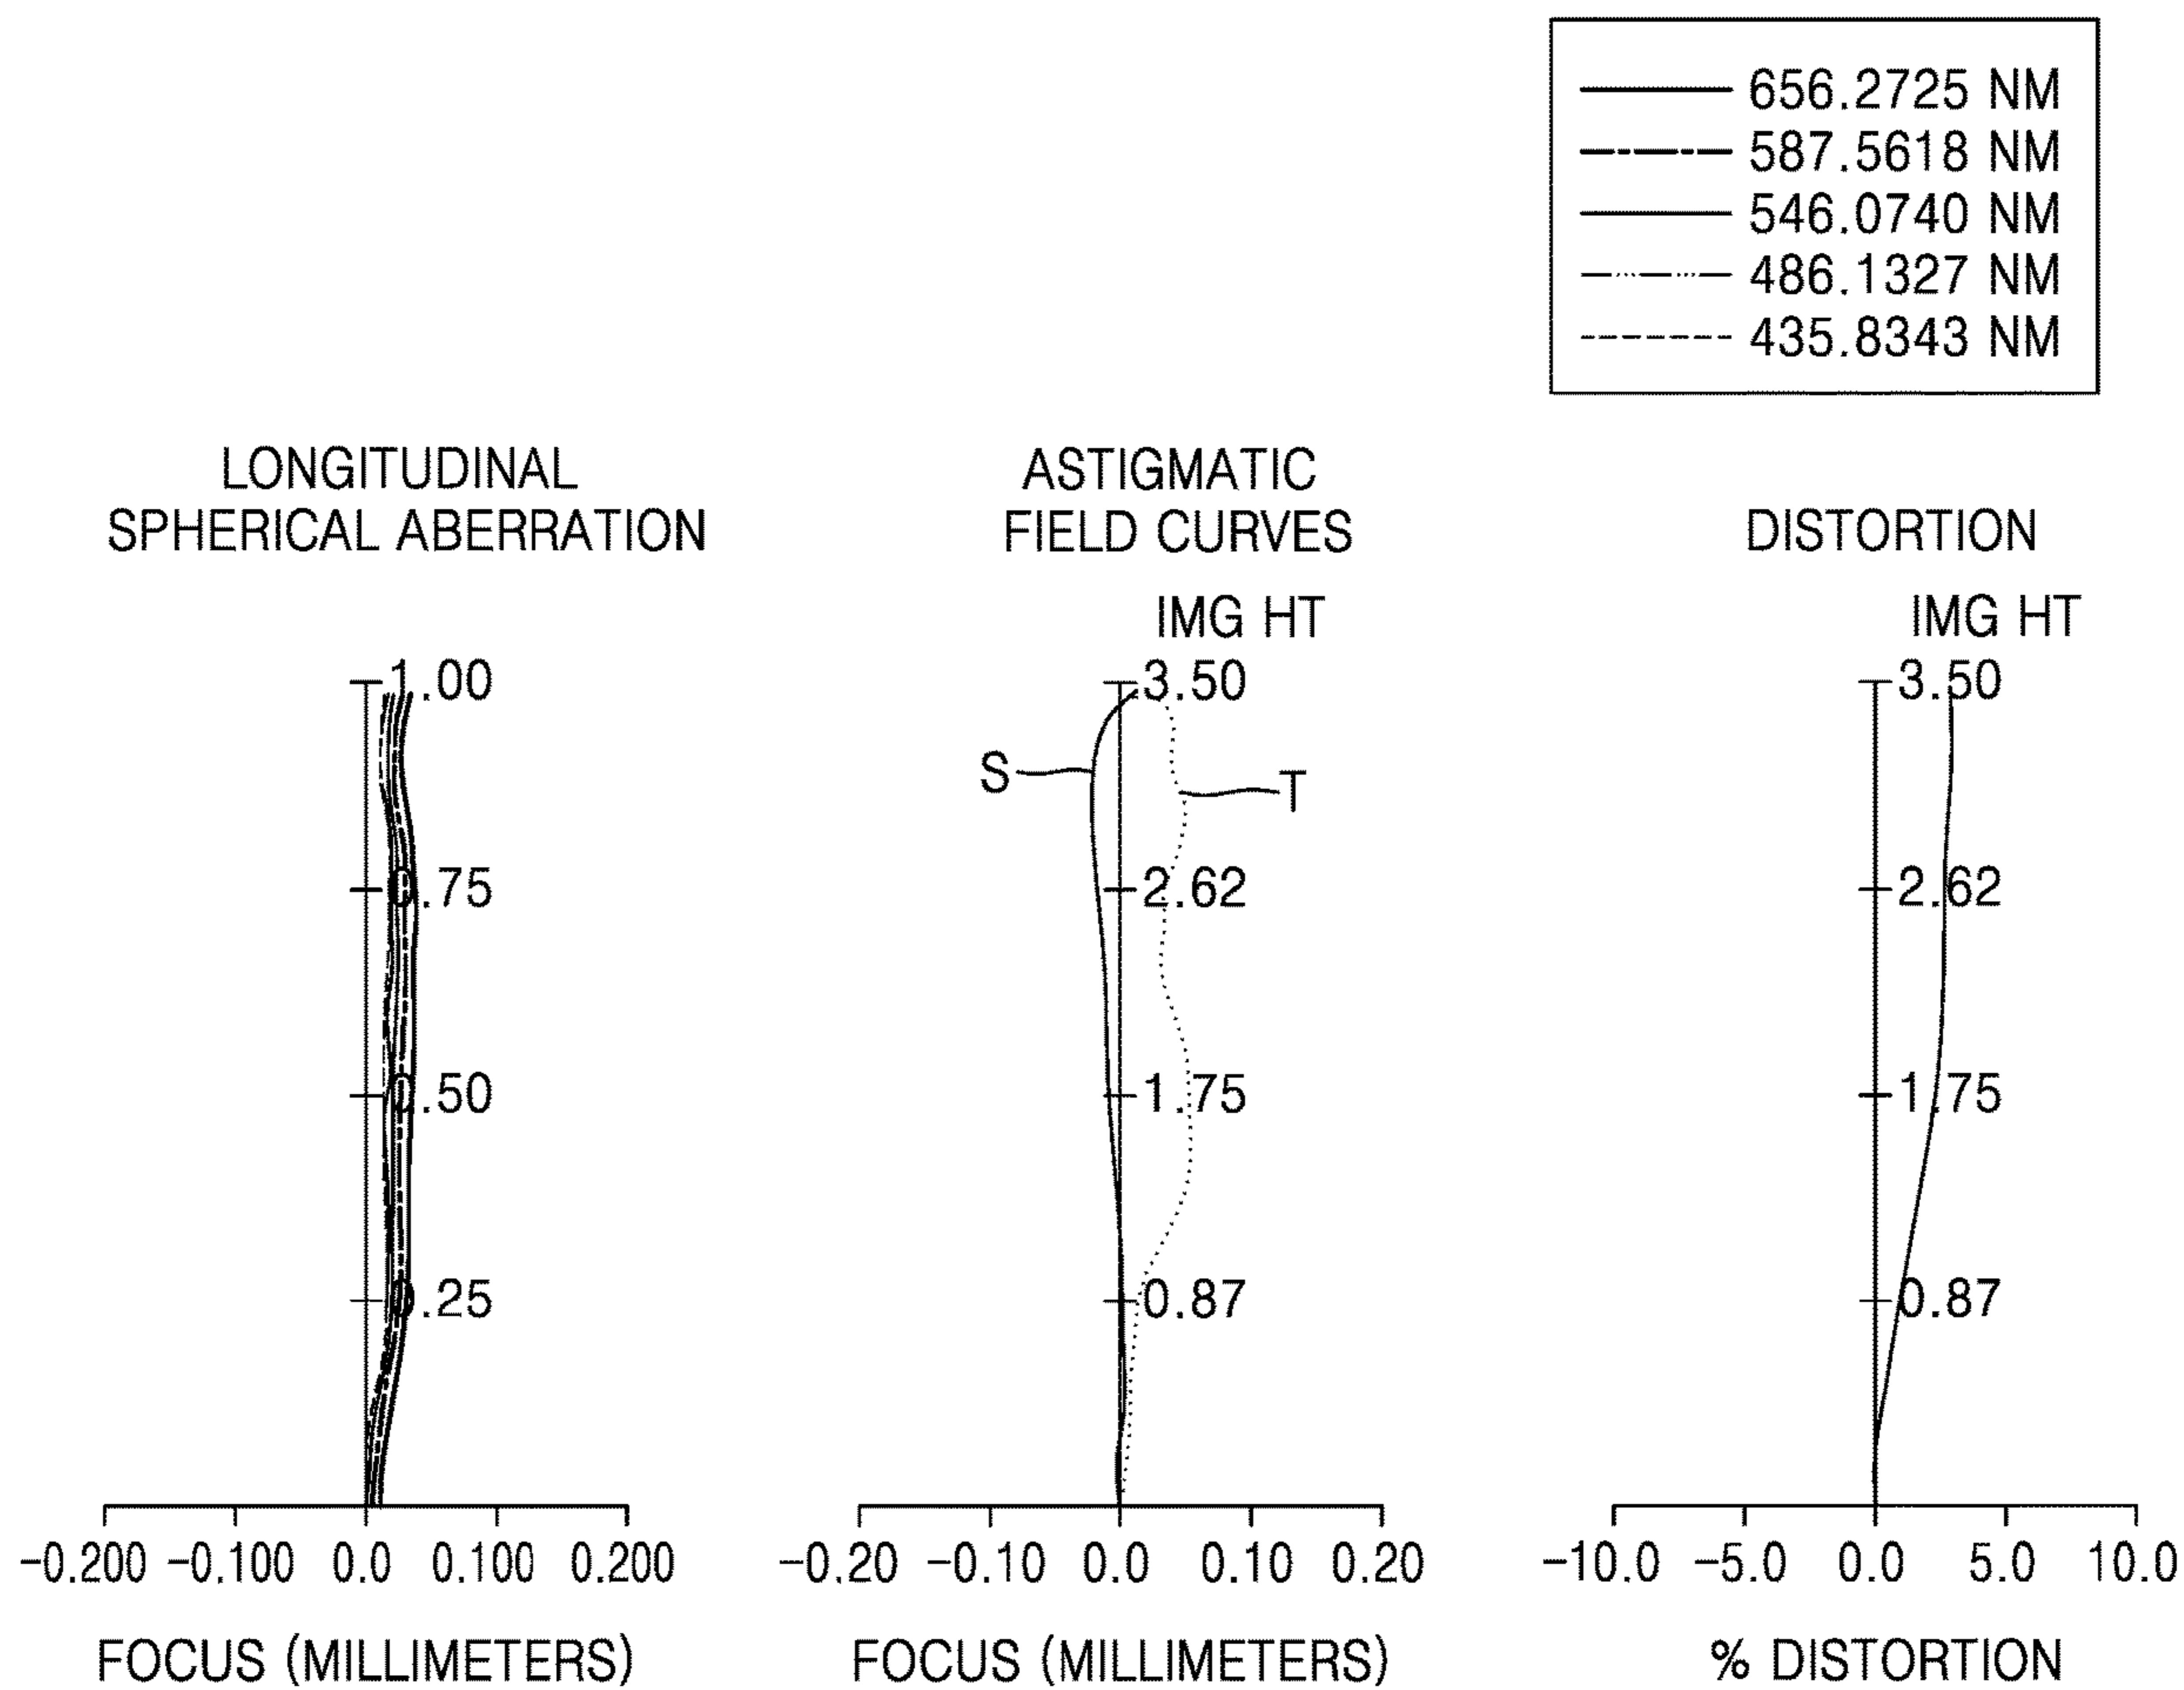 656.2725 NM
587.5618 NM
546.0740 NM
486.1327 NM
435.8343 NM
LONGITUDINAL
SPHERICAL ABERRATION
1.00
.75
.50
.25
-0.200 -0.100 0.0 0.100 0.200
FOCUS (MILLIMETERS)
ASTIGMATIC
FIELD CURVES
IMG HT
3.50
S
T
2.62
1.75
0.87
-0.20 -0.10 0.0 0.10 0.20
FOCUS (MILLIMETERS)
DISTORTION
IMG HT
3.50
2.62
1.75
0.87
-10.0 -5.0 0.0 5.0 10.0
% DISTORTION